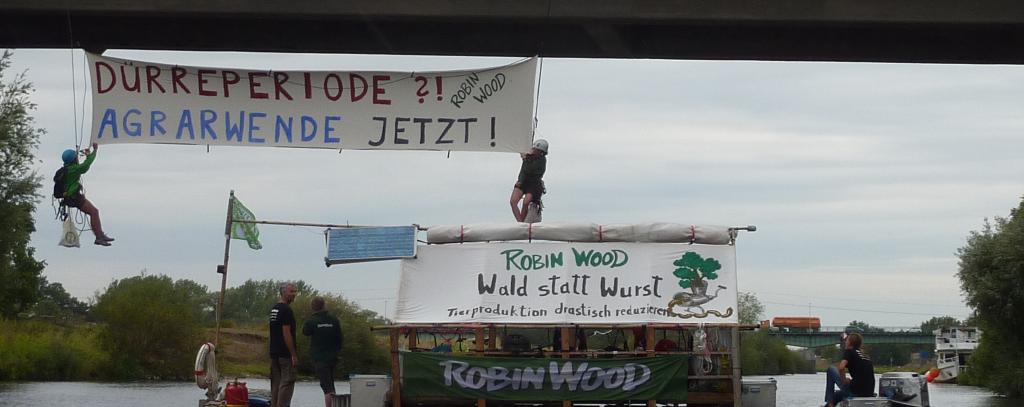 DÜRREPERIODE ?!
ROBIN
WOOD
AGRARWENDE JETZT!
ROBIN WOOD
Wald statt Wurst
Tierproduktion drastisch reduzieren
ROBIN WOOD